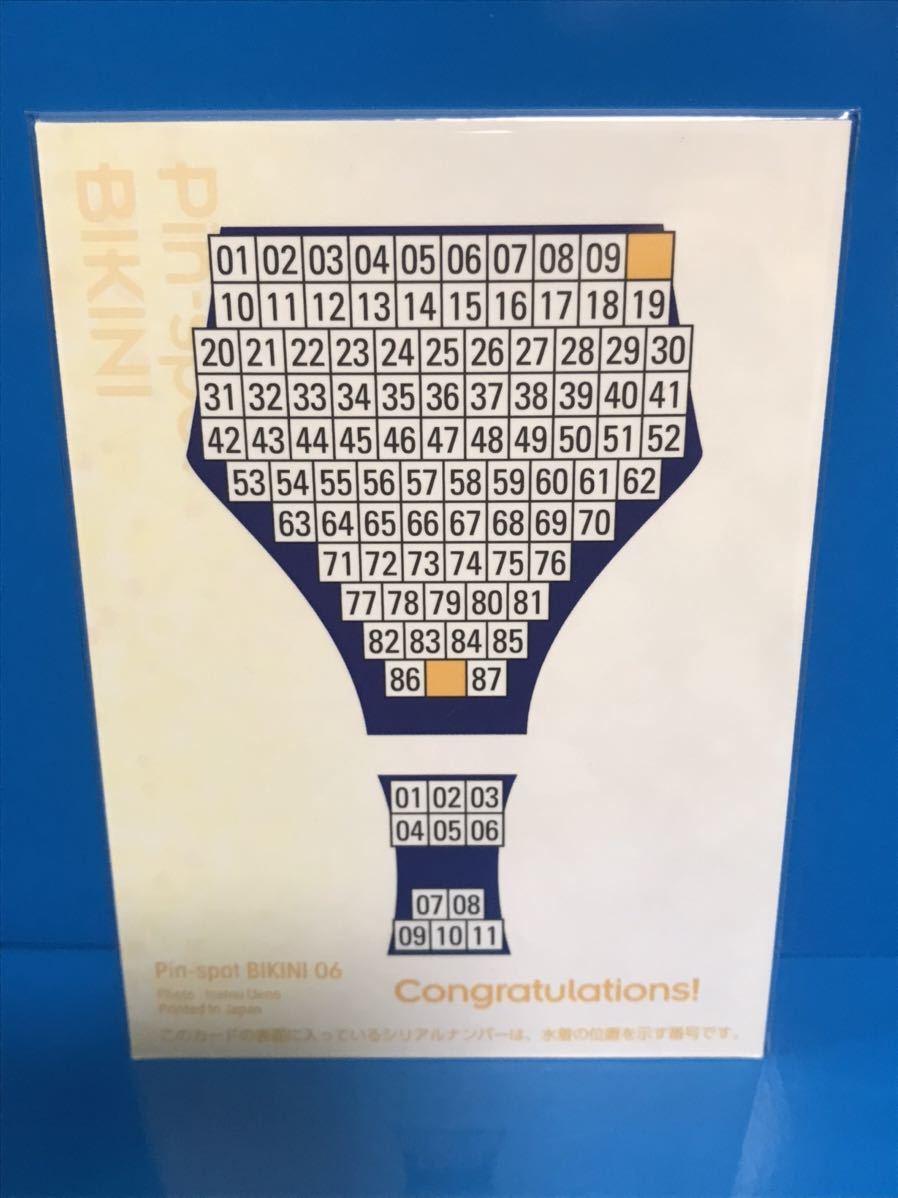 Pin-spot
BIKINI
01 02 03 04 05 06 07 08 09
10 11 12 13 14 15 16 17 18 19
20 21 22 23 24 25 26 27 28 29 30
31 32 33 34 35 36 37 38 39 40 41
42 43 44 45 46 47 48 49 50 51 52
53 54 55 56 57 58 59 60 61 62
63 64 65 66 67 68 69 70
71 72 73 74 75 76
77 78 79 80 81
82 83 84 85
86 87
01 02 03
04 05 06
07 08
09 10 11
Pin-spot BIKINI 06
Photo : Isamu Ueno
Printed in Japan
Congratulations!
このカードの表面に入っているシリアルナンバーは、水着の位置を示す番号です。